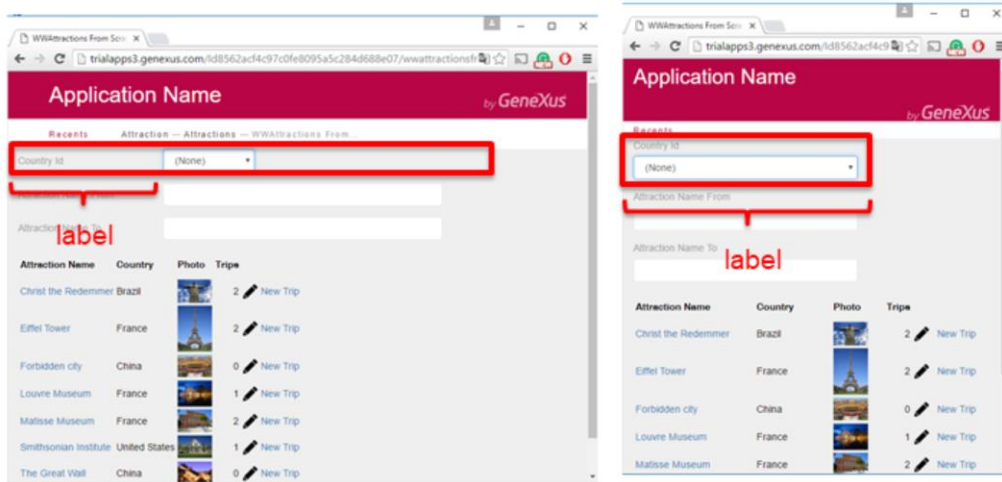 WWAttractions From Scr
trialapps3.genexus.com/Id8562acf4c97c0fe8095a5c284d688e07/wwattractionsfr
Application Name
by GeneXus
Recents Attraction — Attractions — WWAttractions From...
Country Id (None)
Attraction Name From
Attraction Name To
label
Attraction Name Country Photo Trips
Christ the Redemmer Brazil 2 New Trip
Eiffel Tower France 2 New Trip
Forbidden city China 0 New Trip
Louvre Museum France 1 New Trip
Matisse Museum France 2 New Trip
Smithsonian Institute United States 1 New Trip
The Great Wall China 0 New Trip
WWAttractions From Scr
trialapps3.genexus.com/Id8562acf4c9
Application Name
by GeneXus
Recents
Country Id
(None)
Attraction Name From
label
Attraction Name To
Attraction Name Country Photo Trips
Christ the Redemmer Brazil 2 New Trip
Eiffel Tower France 2 New Trip
Forbidden city China 0 New Trip
Louvre Museum France 1 New Trip
Matisse Museum France 2 New Trip